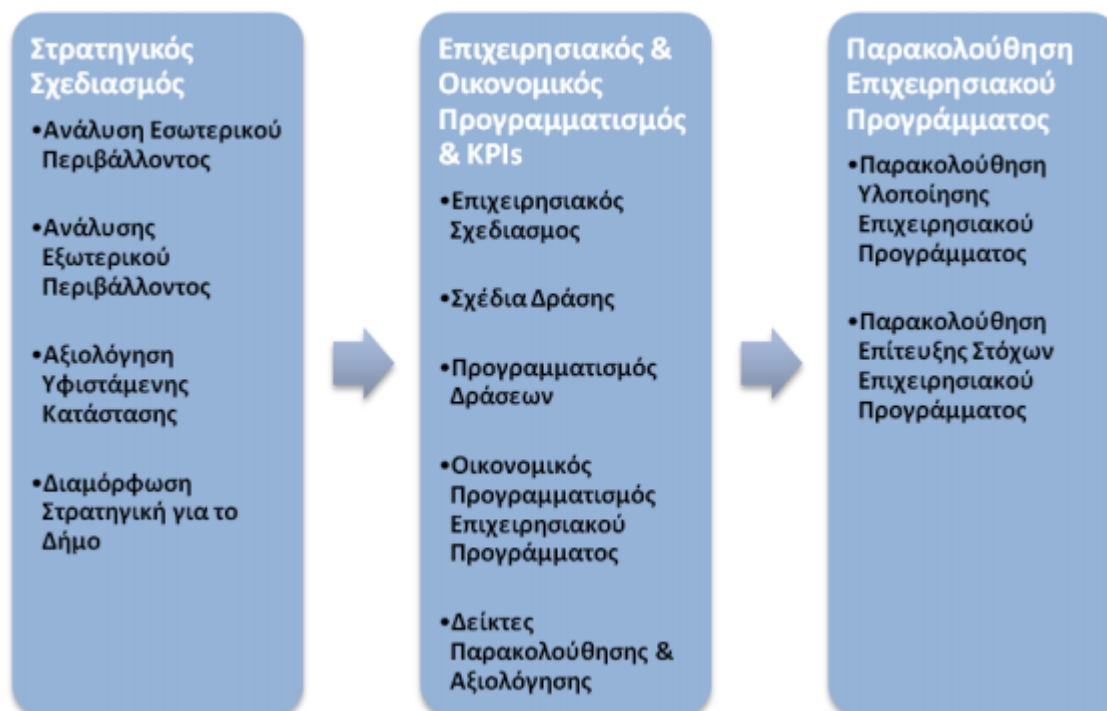 Στρατηγικός
Σχεδιασμός
•Ανάλυση Εσωτερικού
Περιβάλλοντος
•Ανάλυσης
Εξωτερικού
Περιβάλλοντος
•Αξιολόγηση
Υφιστάμενης
Κατάστασης
•Διαμόρφωση
Στρατηγική για το
Δήμο
Επιχειρησιακός &
Οικονομικός
Προγραμματισμός
& KPIs
•Επιχειρησιακός
Σχεδιασμος
•Σχέδια Δράσης
•Προγραμματισμός
Δράσεων
•Οικονομικός
Προγραμματισμός
Επιχειρησιακού
Προγράμματος
•Δείκτες
Παρακολούθησης &
Αξιολόγησης
Παρακολούθηση
Επιχειρησιακού
Προγράμματος
•Παρακολούθηση
Υλοποίησης
Επιχειρησιακού
Προγράμματος
•Παρακολούθηση
Επίτευξης Στόχων
Επιχειρησιακού
Προγράμματος